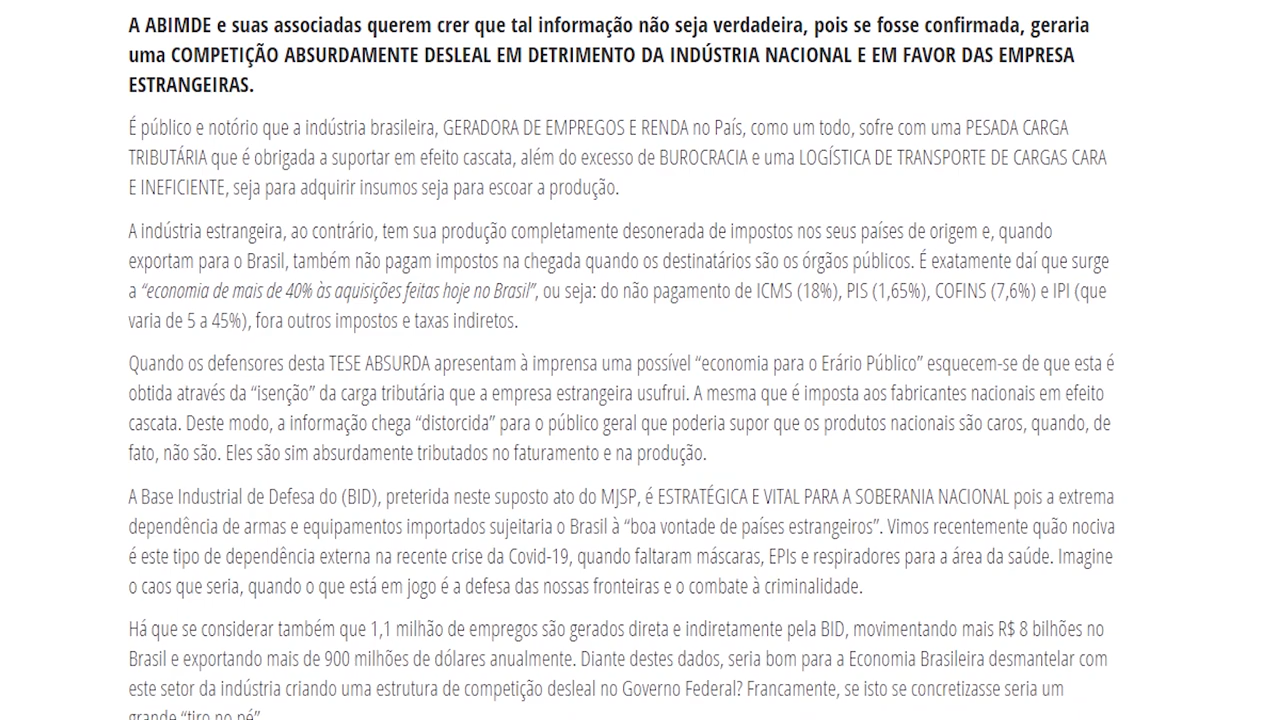 A ABIMDE e suas associadas querem crer que tal informação não seja verdadeira, pois se fosse confirmada, geraria
uma COMPETIÇÃO ABSURDAMENTE DESLEAL EM DETRIMENTO DA INDÚSTRIA NACIONAL E EM FAVOR DAS EMPRESA
ESTRANGEIRAS.
É público e notório que a indústria brasileira, GERADORA DE EMPREGOS E RENDA no País, como um todo, sofre com uma PESADA CARGA
TRIBUTÁRIA que é obrigada a suportar em efeito cascata, além do excesso de BUROCRACIA e uma LOGÍSTICA DE TRANSPORTE DE CARGAS CARA
E INEFICIENTE, seja para adquirir insumos seja para escoar a produção.
A indústria estrangeira, ao contrário, tem sua produção completamente desonerada de impostos nos seus países de origem e, quando
exportam para o Brasil, também não pagam impostos na chegada quando os destinatários são os órgãos públicos. É exatamente daí que surge
a “economia de mais de 40% às aquisições feitas hoje no Brasil”, ou seja: do não pagamento de ICMS (18%), PIS (1,65%), COFINS (7,6%) e IPI (que
varia de 5 a 45%), fora outros impostos e taxas indiretos.
Quando os defensores desta TESE ABSURDA apresentam à imprensa uma possível “economia para o Erário Público” esquecem-se de que esta é
obtida através da “isenção” da carga tributária que a empresa estrangeira usufrui. A mesma que é imposta aos fabricantes nacionais em efeito
cascata. Deste modo, a informação chega “distorcida” para o público geral que poderia supor que os produtos nacionais são caros, quando, de
fato, não são. Eles são sim absurdamente tributados no faturamento e na produção.
A Base Industrial de Defesa do (BID), preterida neste suposto ato do MJSP, é ESTRATÉGICA E VITAL PARA A SOBERANIA NACIONAL pois a extrema
dependência de armas e equipamentos importados sujeitaria o Brasil à “boa vontade de países estrangeiros”. Vimos recentemente quão nociva
é este tipo de dependência externa na recente crise da Covid-19, quando faltaram máscaras, EPIs e respiradores para a área da saúde. Imagine
o caos que seria, quando o que está em jogo é a defesa das nossas fronteiras e o combate à criminalidade.
Há que se considerar também que 1,1 milhão de empregos são gerados direta e indiretamente pela BID, movimentando mais R$ 8 bilhões no
Brasil e exportando mais de 900 milhões de dólares anualmente. Diante destes dados, seria bom para a Economia Brasileira desmantelar com
este setor da indústria criando uma estrutura de competição desleal no Governo Federal? Francamente, se isto se concretizasse seria um
grande “tiro no pé”